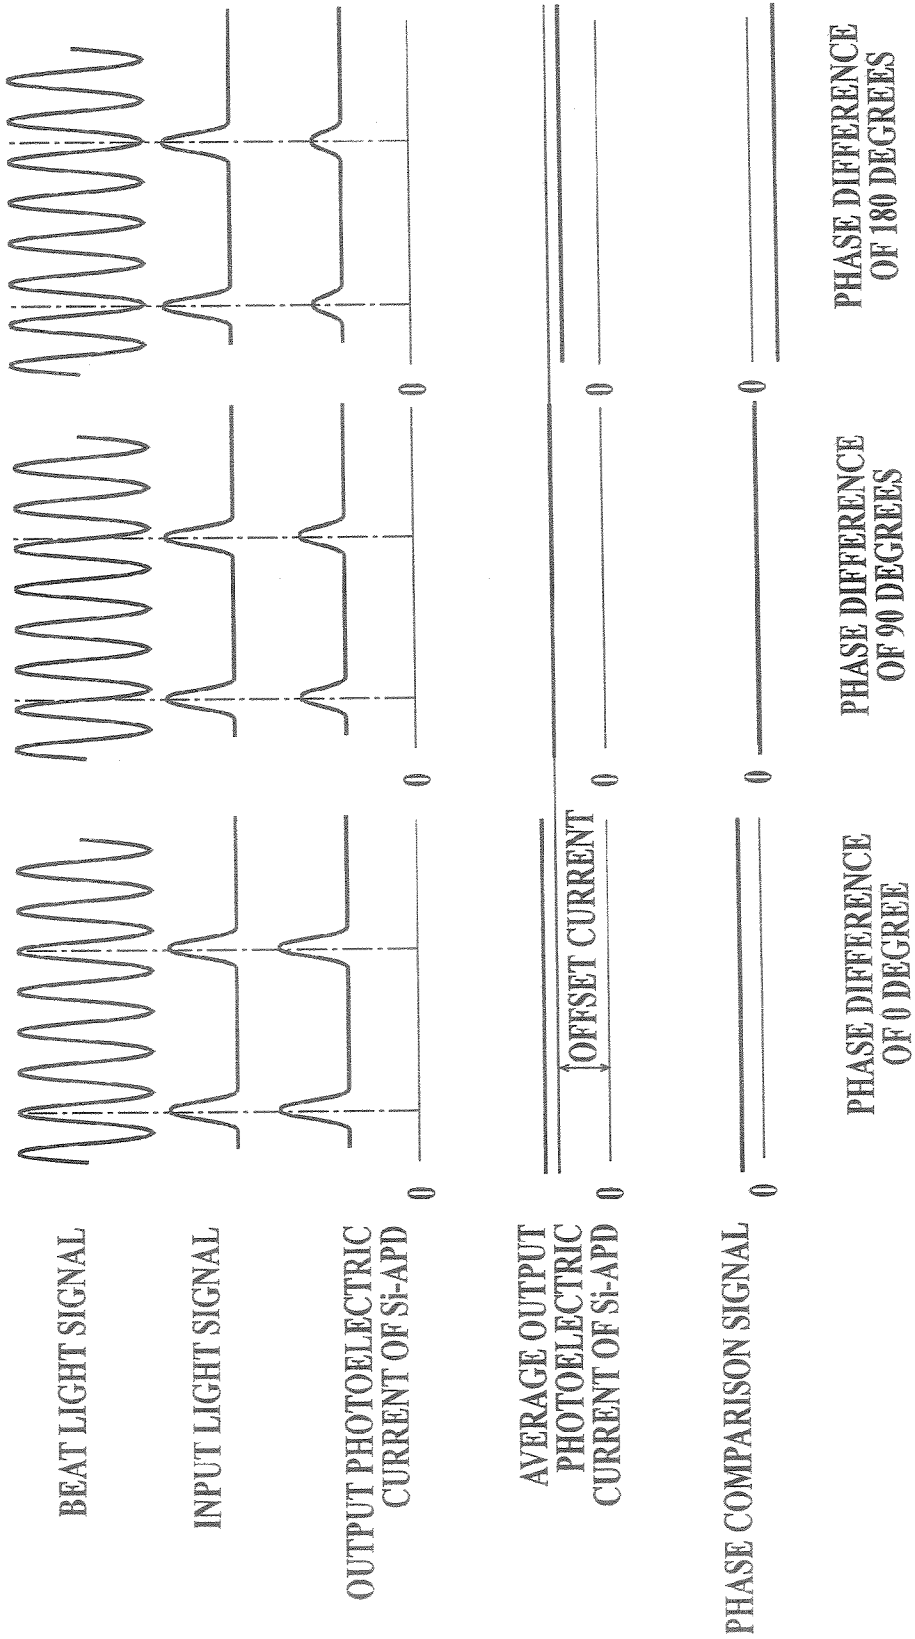 BEAT LIGHT SIGNAL
INPUT LIGHT SIGNAL
OUTPUT PHOTOELECTRIC
CURRENT OF Si-APD
0
0
0
AVERAGE OUTPUT
PHOTOELECTRIC
CURRENT OF Si-APD
OFFSET CURRENT
0
0
0
PHASE COMPARISON SIGNAL
0
0
0
PHASE DIFFERENCE
OF 0 DEGREE
PHASE DIFFERENCE
OF 90 DEGREES
PHASE DIFFERENCE
OF 180 DEGREES